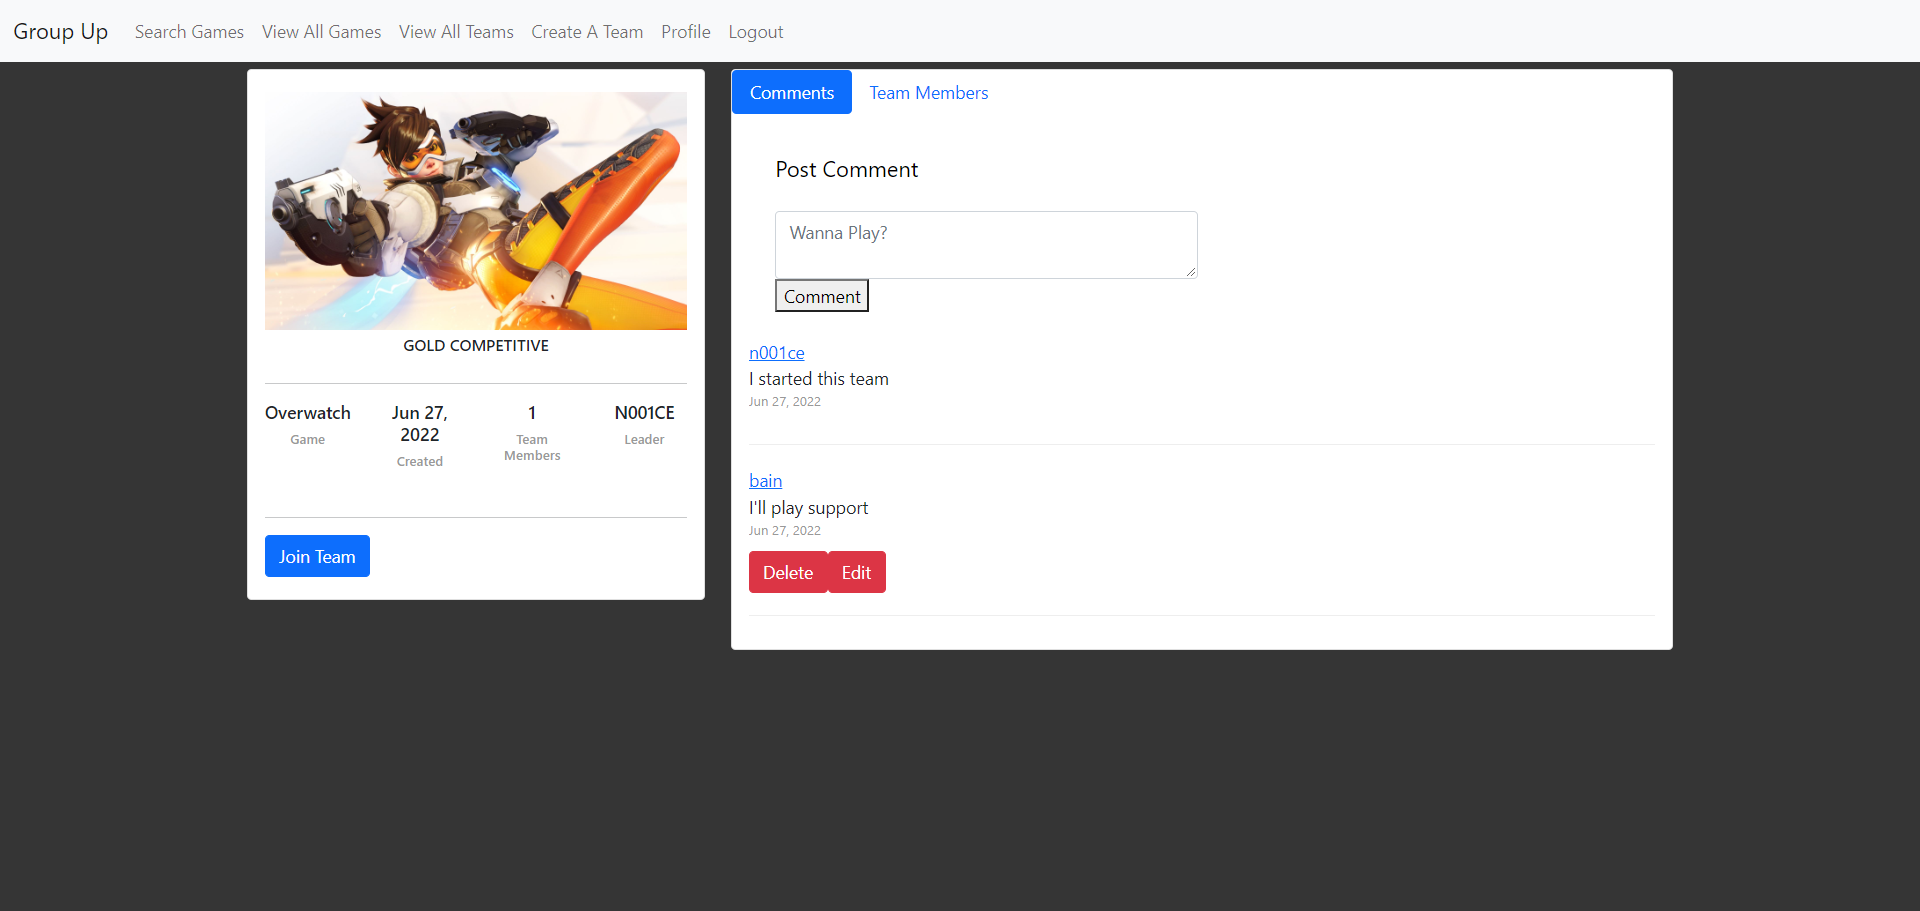 Group Up Search Games View All Games View All Teams Create A Team Profile Logout
GOLD COMPETITIVE
Overwatch
Game
Jun 27,
2022
Created
1
Team
Members
N001CE
Leader
Join Team
Comments Team Members
Post Comment
Wanna Play?
Comment
n001ce
I started this team
Jun 27, 2022
bain
I'll play support
Jun 27, 2022
Delete Edit